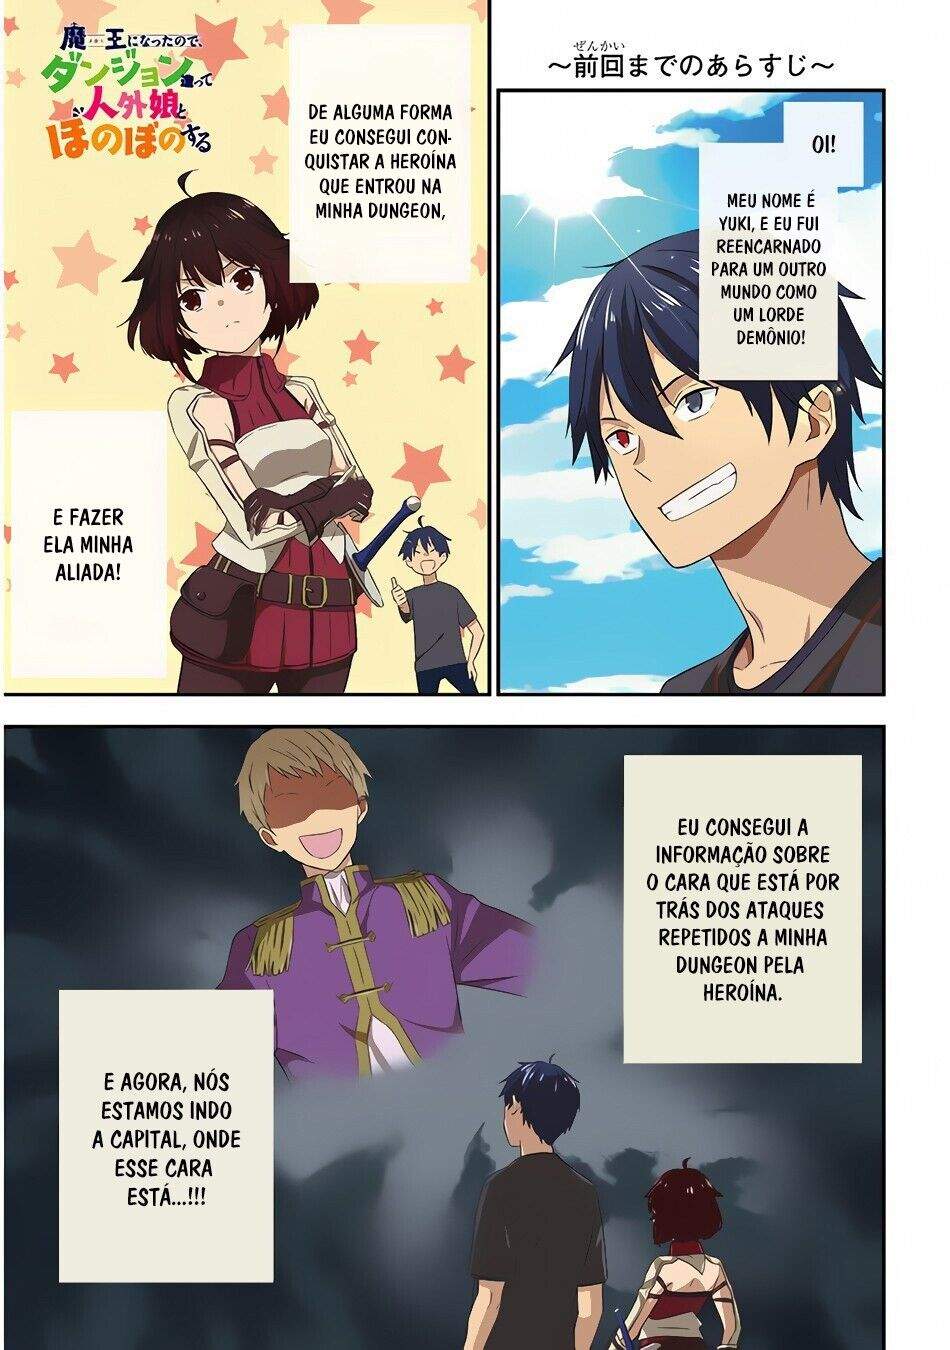 ～前回までのあらすじ～
ぜんかい
OI!
MEU NOME É
YUKI, E EU FUI
REENCARNADO
PARA UM OUTRO
MUNDO COMO
UM LORDE
DEMÔNIO!
魔王になったので、
ダンジョン造って
人外娘と
ほのぼのする
DE ALGUMA FORMA
EU CONSEGUI CON-
QUISTAR A HEROÍNA
QUE ENTROU NA
MINHA DUNGEON,
E FAZER
ELA MINHA
ALIADA!
EU CONSEGUI A
INFORMAÇÃO SOBRE
O CARA QUE ESTÁ POR
TRÁS DOS ATAQUES
REPETIDOS A MINHA
DUNGEON PELA
HEROÍNA.
E AGORA, NÓS
ESTAMOS INDO
A CAPITAL, ONDE
ESSE CARA
ESTÁ...!!!